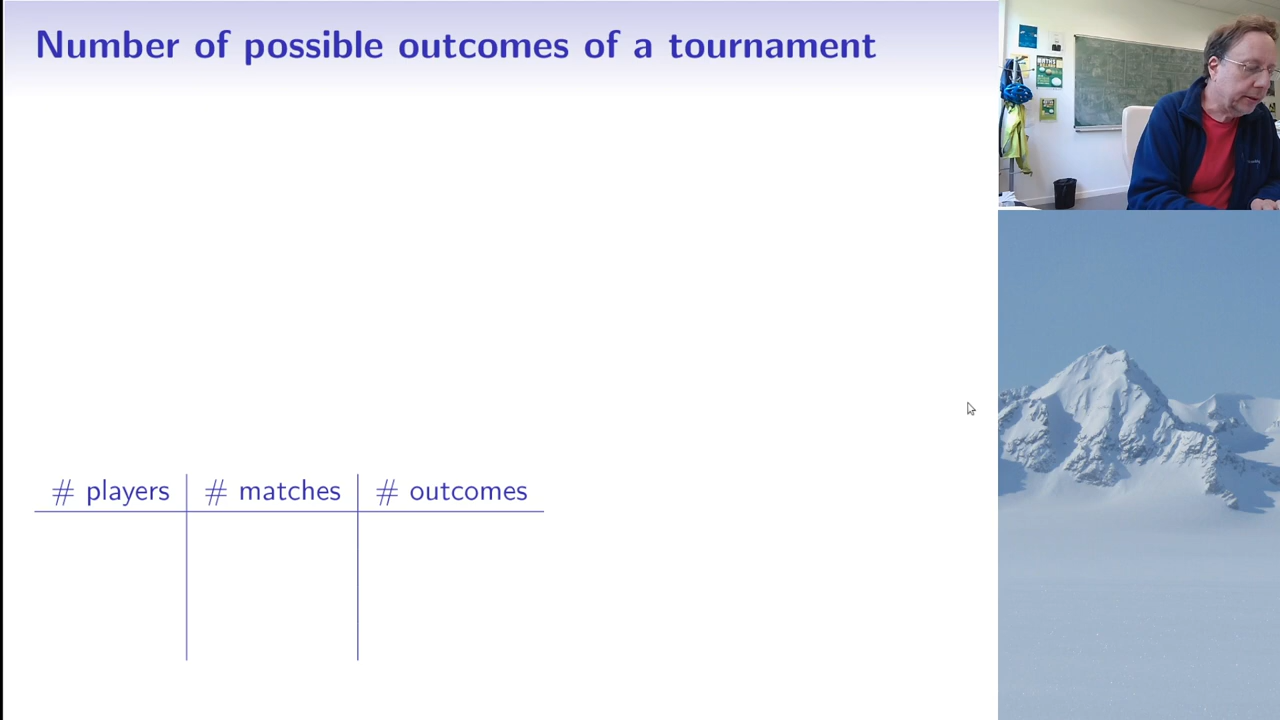 Number of possible outcomes of a tournament
# players # matches # outcomes